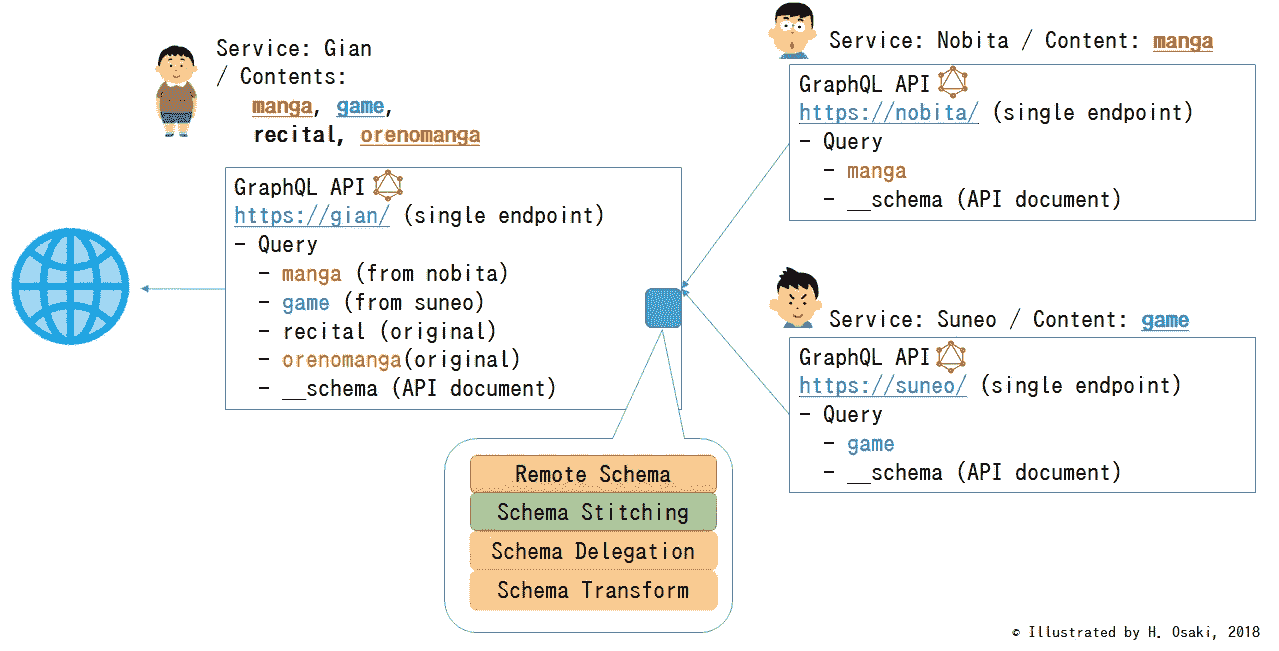 Service: Gian
/ Contents:
manga, game,
recital, orenomanga
GraphQL API
https://gian/ (single endpoint)
- Query
- manga (from nobita)
- game (from suneo)
- recital (original)
- orenomanga(original)
- __schema (API document)
Remote Schema
Schema Stitching
Schema Delegation
Schema Transform
Service: Nobita / Content: manga
GraphQL API
https://nobita/ (single endpoint)
- Query
- manga
- __schema (API document)
Service: Suneo / Content: game
GraphQL API
https://suneo/ (single endpoint)
- Query
- game
- __schema (API document)
© Illustrated by H. Osaki, 2018